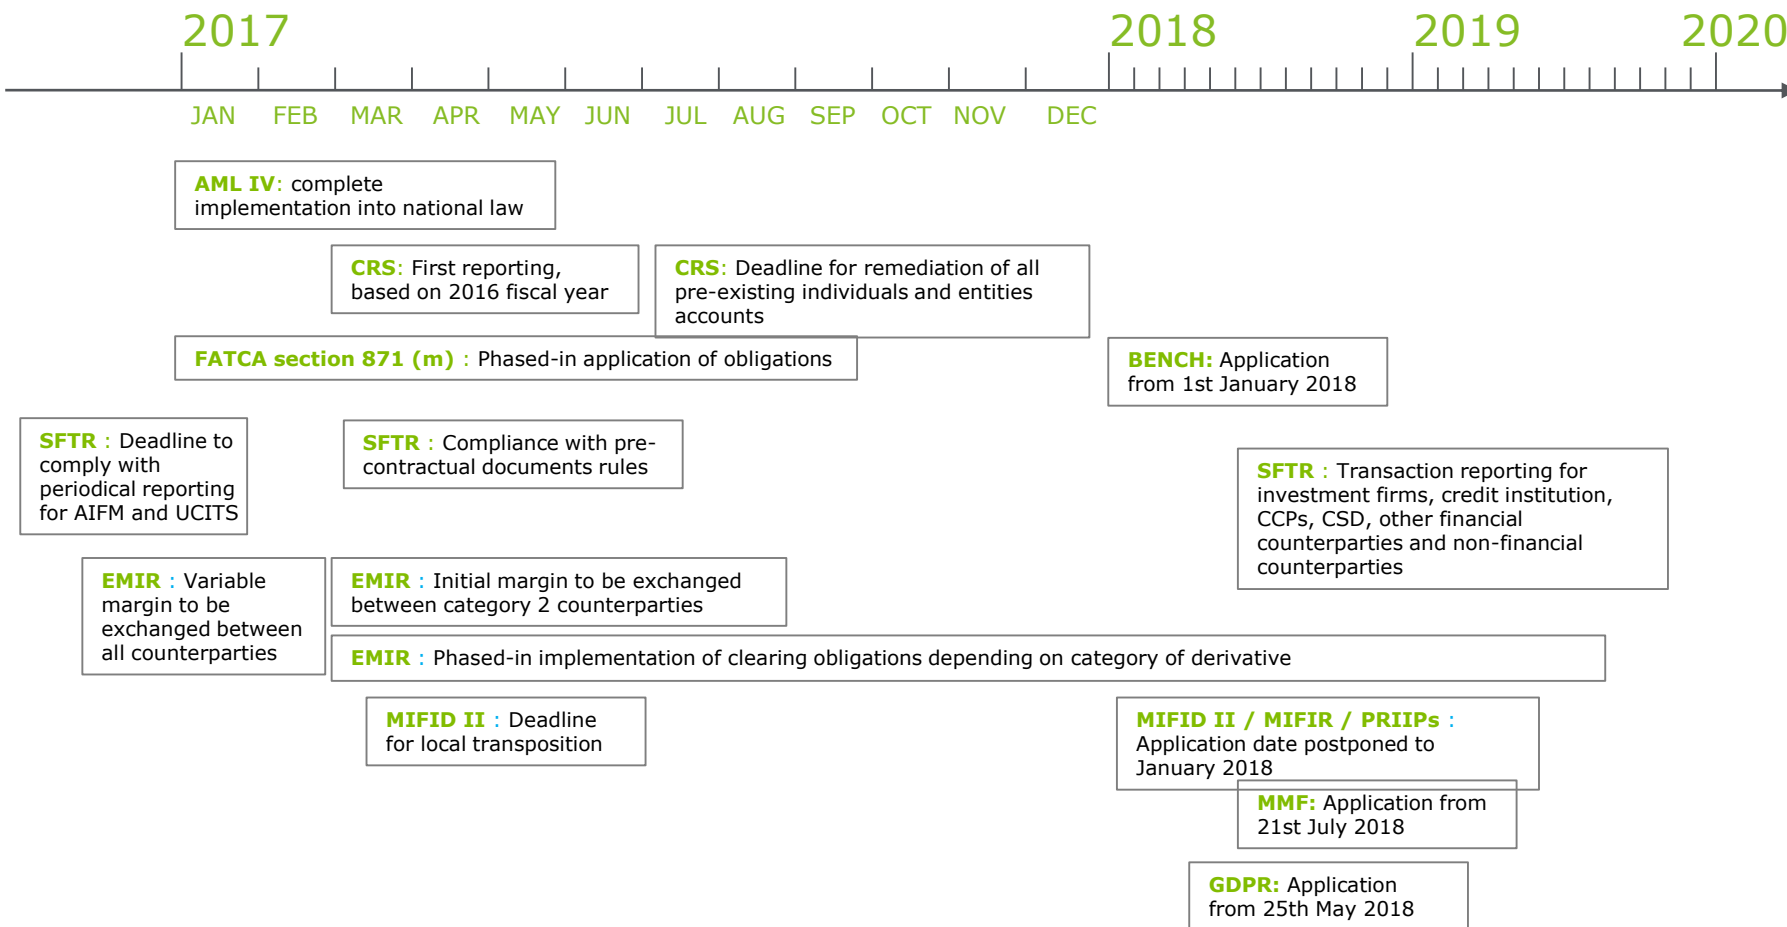 2017
2018
2019
2020
JAN FEB MAR APR MAY JUN JUL AUG SEP OCT NOV DEC
AML IV: complete
implementation into national law
CRS: First reporting,
based on 2016 fiscal year
CRS: Deadline for remediation of all
pre-existing individuals and entities
accounts
FATCA section 871 (m) : Phased-in application of obligations
BENCH: Application
from 1st January 2018
SFTR : Deadline to
comply with
periodical reporting
for AIFM and UCITS
SFTR : Compliance with pre-
contractual documents rules
SFTR : Transaction reporting for
investment firms, credit institution,
CCPs, CSD, other financial
counterparties and non-financial
counterparties
EMIR : Variable
margin to be
exchanged between
all counterparties
EMIR : Initial margin to be exchanged
between category 2 counterparties
EMIR : Phased-in implementation of clearing obligations depending on category of derivative
MIFID II : Deadline
for local transposition
MIFID II / MIFIR / PRIIPs :
Application date postponed to
January 2018
MMF: Application from
21st July 2018
GDPR: Application
from 25th May 2018